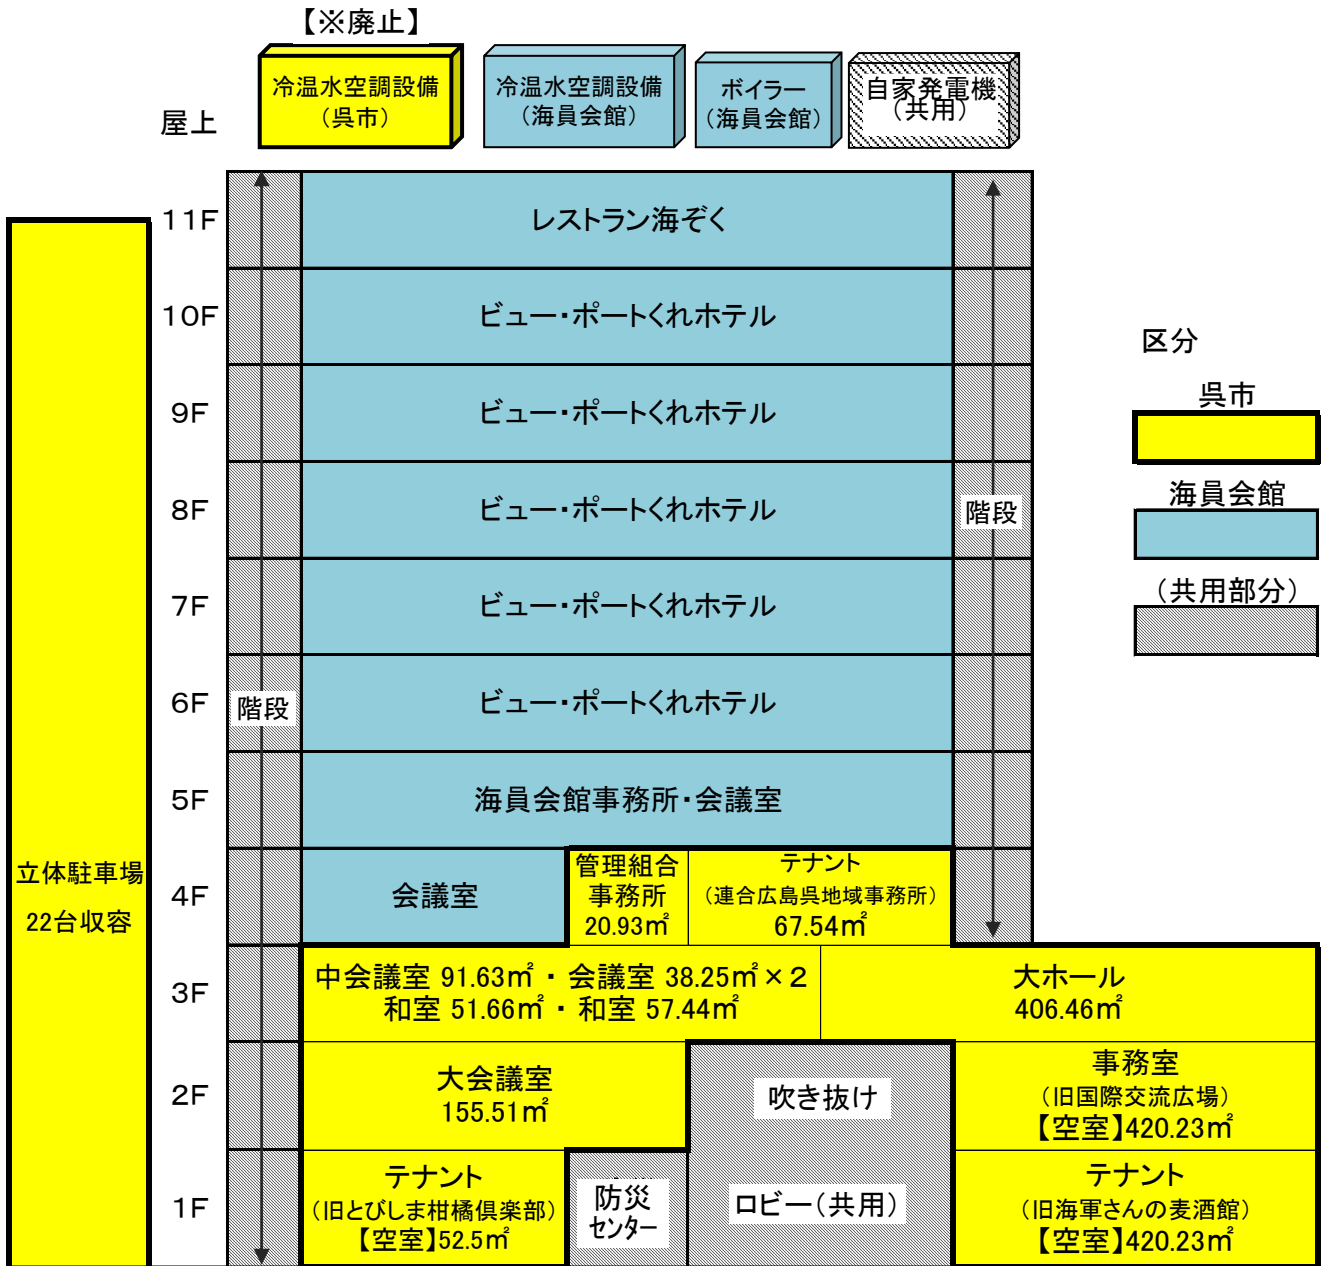 【※廃止】
冷温水空調設備
（呉市）
冷温水空調設備
（海員会館）
ボイラー
（海員会館）
自家発電機
（共用）
屋上
11F
レストラン海ぞく
10F
ビュー・ポートくれホテル
9F
ビュー・ポートくれホテル
8F
ビュー・ポートくれホテル
階段
7F
ビュー・ポートくれホテル
6F
階段
ビュー・ポートくれホテル
5F
海員会館事務所・会議室
立体駐車場
22台収容
4F
会議室
管理組合
事務所
20.93㎡
テナント
（連合広島呉地域事務所）
67.54㎡
3F
中会議室 91.63㎡ ・ 会議室 38.25㎡×2
和室 51.66㎡ ・ 和室 57.44㎡
大ホール
406.46㎡
2F
大会議室
155.51㎡
吹き抜け
事務室
（旧国際交流広場）
【空室】420.23㎡
1F
テナント
（旧とびしま柑橘倶楽部）
【空室】52.5㎡
防災
センター
ロビー（共用）
テナント
（旧海軍さんの麦酒館）
【空室】420.23㎡
区分
呉市
海員会館
（共用部分）